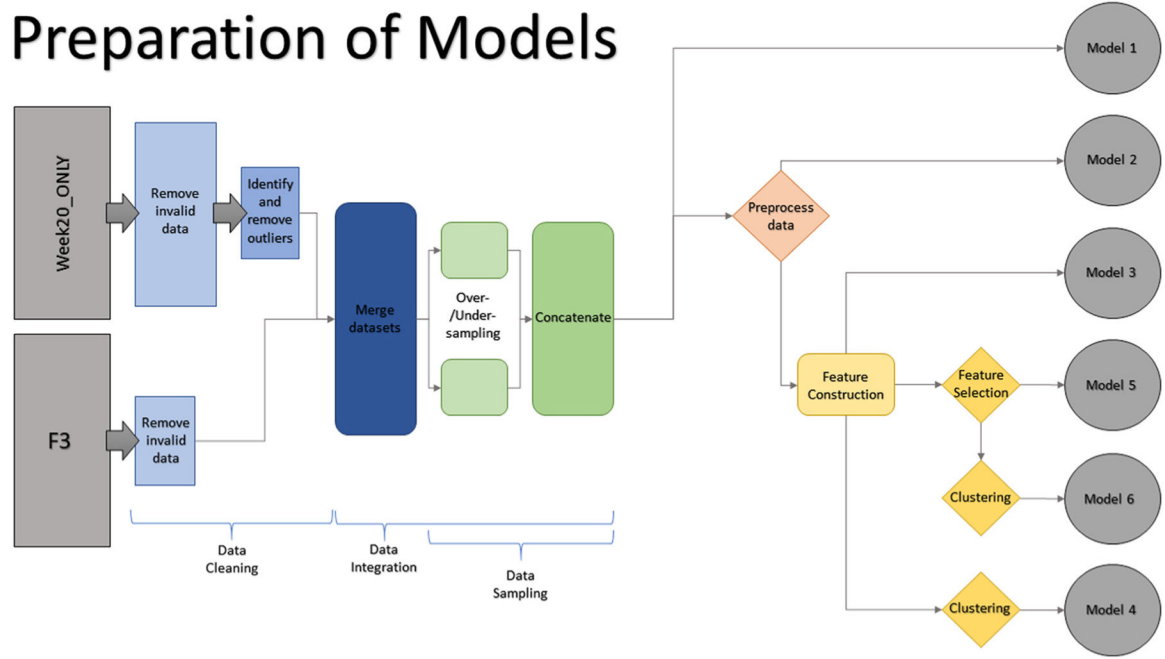 Preparation of Models
Week20_ONLY
Remove
invalid
data
Identify
and
remove
outliers
F3
Remove
invalid
data
Merge
datasets
Over-
/Under-
sampling
Concatenate
Data
Cleaning
Data
Integration
Data
Sampling
Preprocess
data
Feature
Construction
Feature
Selection
Clustering
Clustering
Model 1
Model 2
Model 3
Model 5
Model 6
Model 4